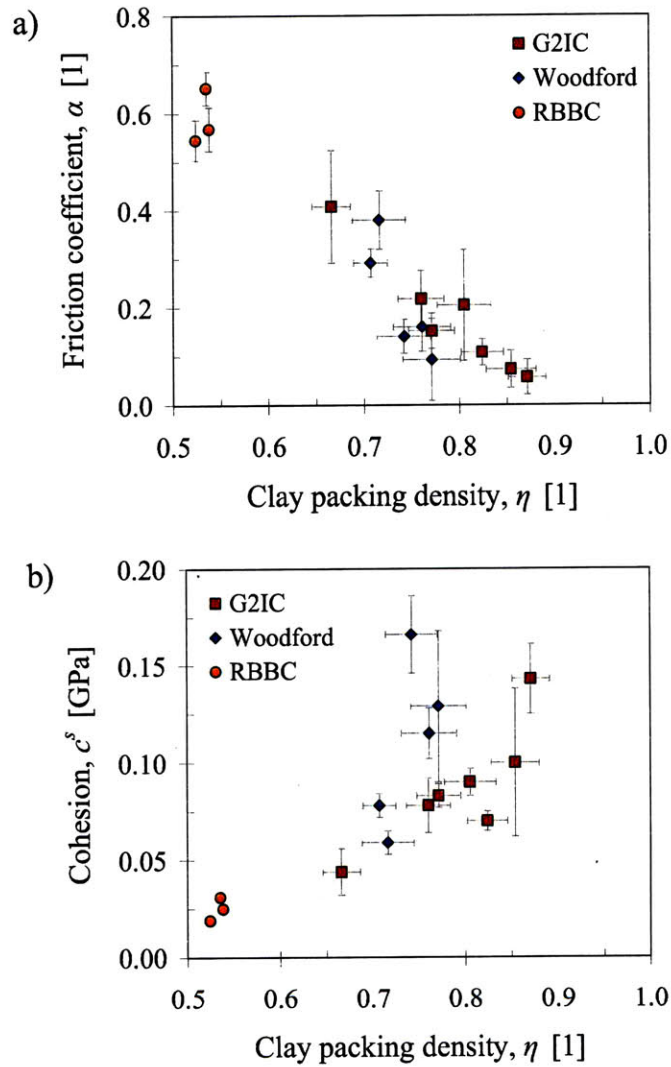 a)
0.8
0.6
0.4
0.2
0.0
Friction coefficient, α [1]
G2IC
Woodford
RBBC
0.5 0.6 0.7 0.8 0.9 1.0
Clay packing density, η [1]
b)
0.20
0.15
0.10
0.05
0.00
Cohesion, cˢ [GPa]
G2IC
Woodford
RBBC
0.5 0.6 0.7 0.8 0.9 1.0
Clay packing density, η [1]